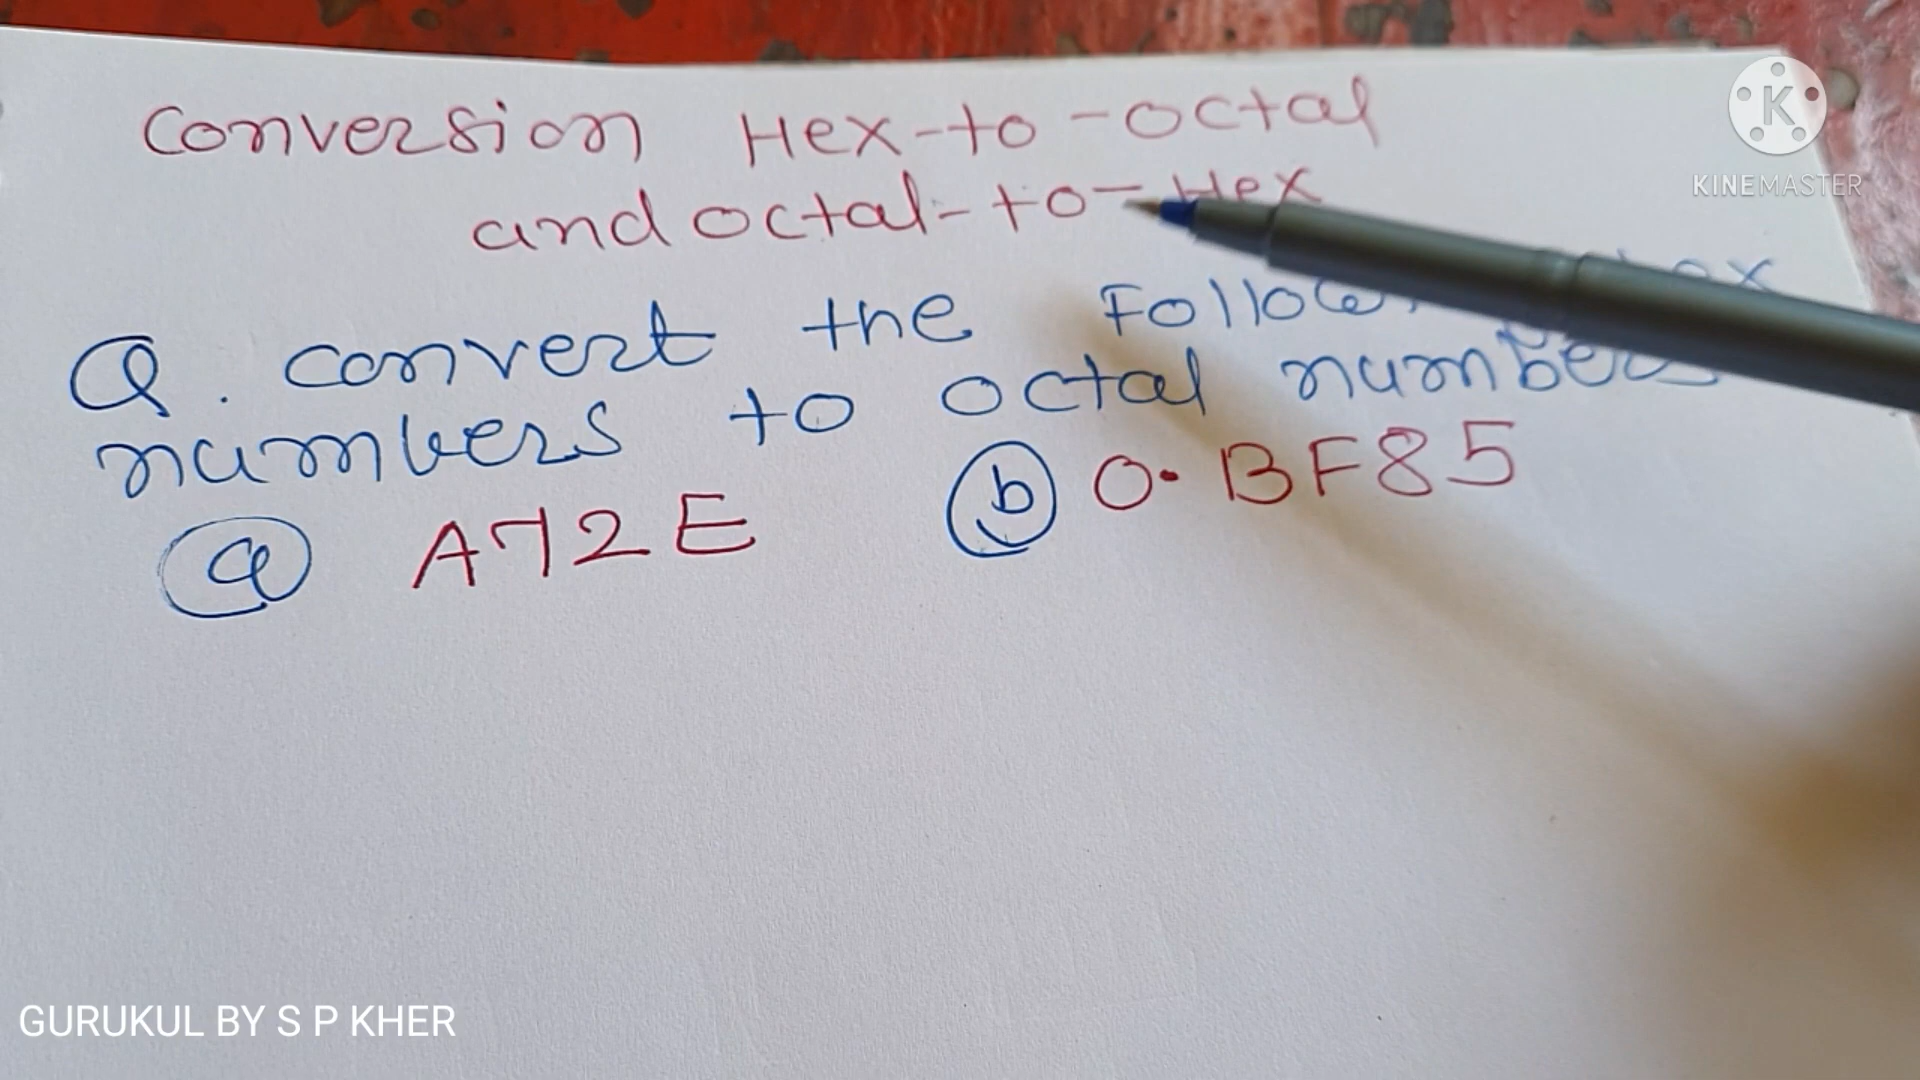 Conversion Hex-to-octal
and octal-to-Hex
KINEMASTER
Q. convert the
numbers to octal numbers
(a) A72E (b) 0.BF85
GURUKUL BY S P KHER